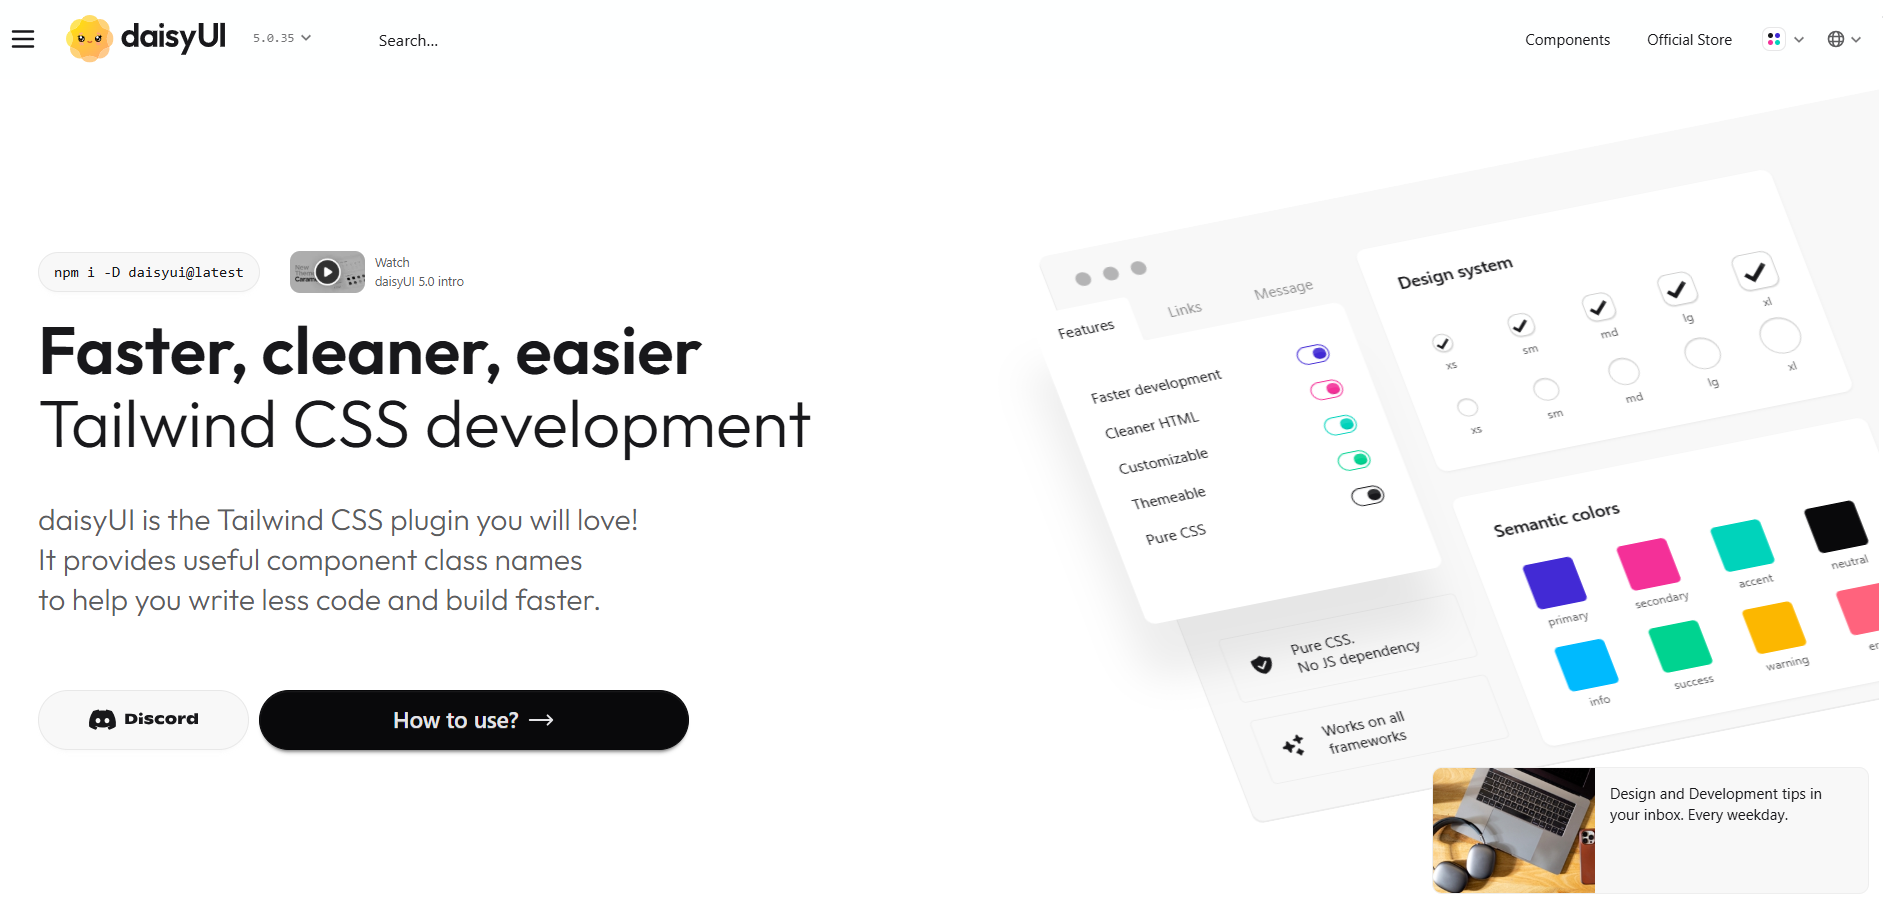 daisyUI
5.0.35
Search...
Components
Official Store
npm i -D daisyui@latest
Watch
daisyUI 5.0 intro
Faster, cleaner, easier
Tailwind CSS development
daisyUI is the Tailwind CSS plugin you will love!
It provides useful component class names
to help you write less code and build faster.
Discord
How to use?
Features
Links
Message
Faster development
Cleaner HTML
Customizable
Themeable
Pure CSS
Design system
xs
sm
md
lg
xl
xs
sm
md
lg
xl
Semantic colors
primary
secondary
accent
neutral
info
success
warning
Pure CSS.
No JS dependency
Works on all
frameworks
Design and Development tips in
your inbox. Every weekday.